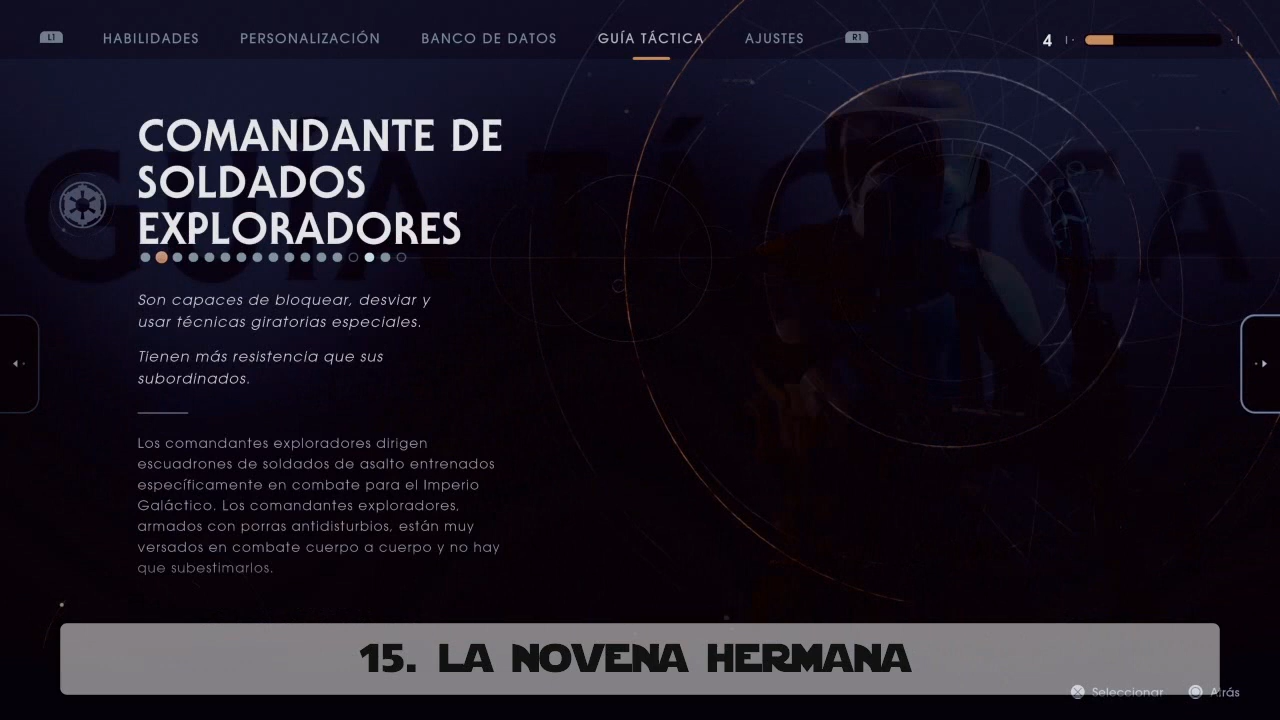 L1 HABILIDADES PERSONALIZACIÓN BANCO DE DATOS GUÍA TÁCTICA AJUSTES R1 4
GUÍA TÁCTICA
COMANDANTE DE
SOLDADOS
EXPLORADORES
Son capaces de bloquear, desviar y
usar técnicas giratorias especiales.
Tienen más resistencia que sus
subordinados.
Los comandantes exploradores dirigen
escuadrones de soldados de asalto entrenados
específicamente en combate para el Imperio
Galáctico. Los comandantes exploradores,
armados con porras antidisturbios, están muy
versados en combate cuerpo a cuerpo y no hay
que subestimarlos.
15. LA NOVENA HERMANA
Seleccionar Atrás